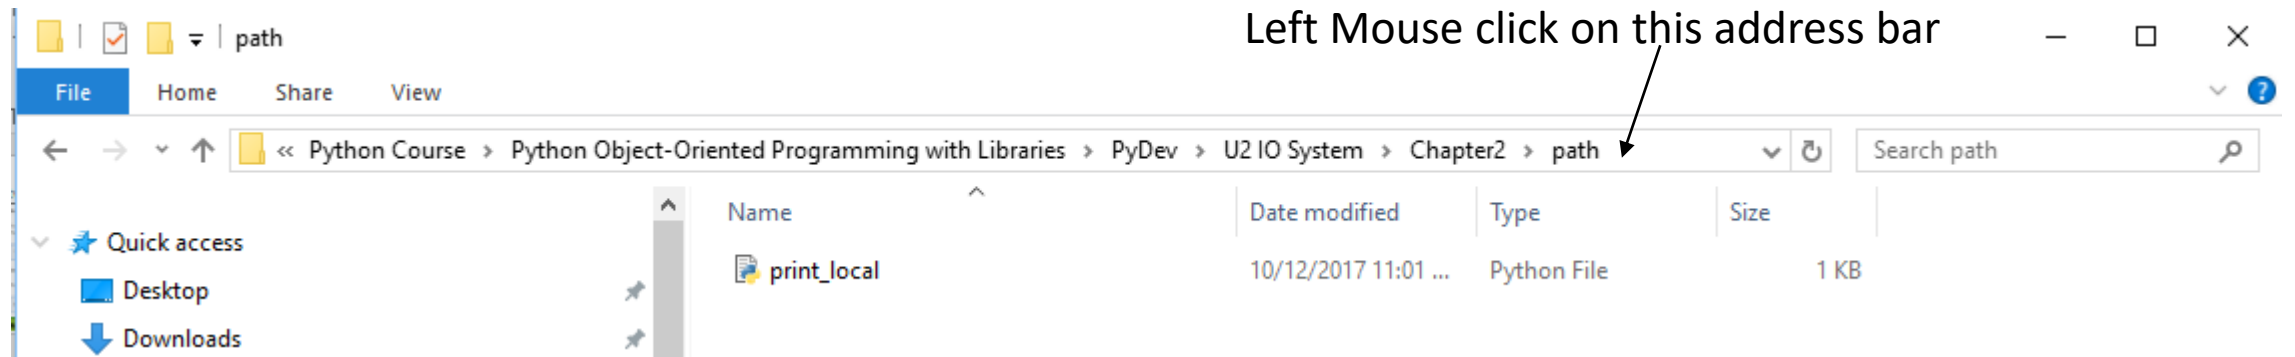 Left Mouse click on this address bar
path
File Home Share View
« Python Course > Python Object-Oriented Programming with Libraries > PyDev > U2 IO System > Chapter2 > path
Search path
Name Date modified Type Size
Quick access
print_local 10/12/2017 11:01 ... Python File 1 KB
Desktop
Downloads